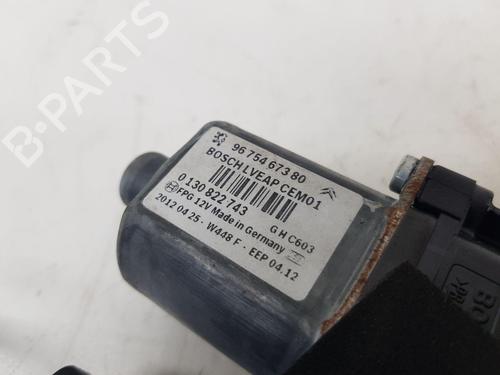 96 754 673 80
BOSCH LVEAP CEM01
0 130 822 743
G H C603
FPG 12V Made in Germany
2012 04 25 - W448 F - EEP 04.12
B-PARTS